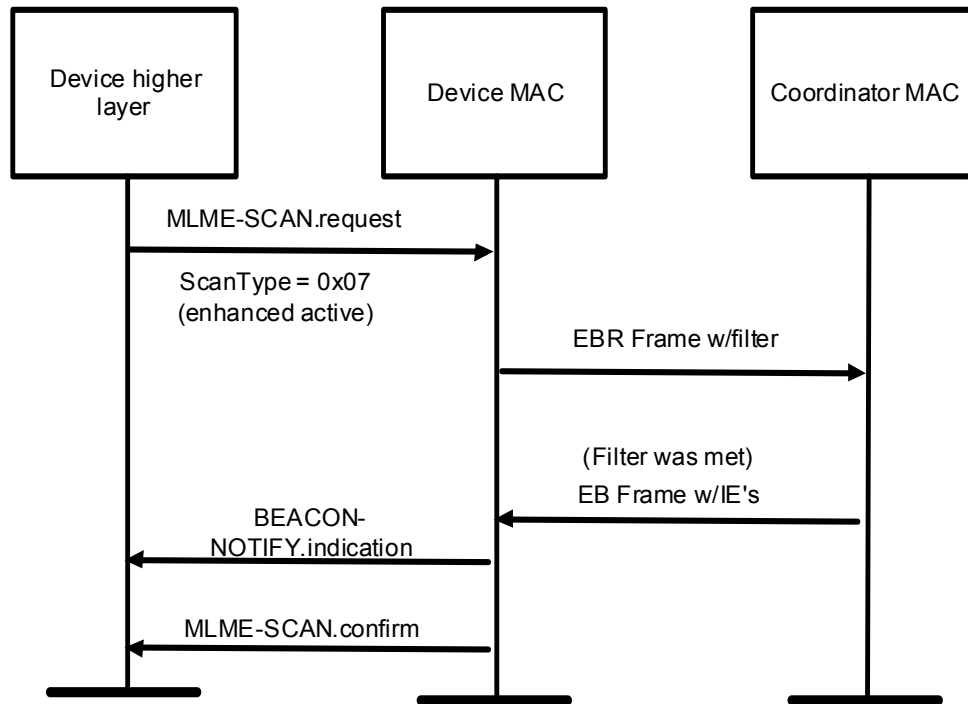 Device higher
layer
Device MAC
Coordinator MAC
MLME-SCAN.request
ScanType = 0x07
(enhanced active)
EBR Frame w/filter
(Filter was met)
EB Frame w/IE's
BEACON-
NOTIFY.indication
MLME-SCAN.confirm